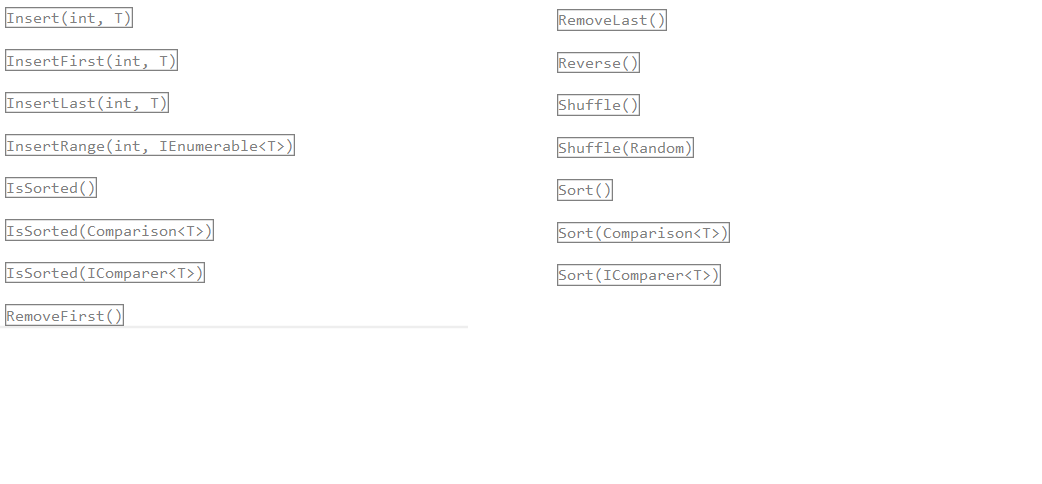 Insert(int, T)
InsertFirst(int, T)
InsertLast(int, T)
InsertRange(int, IEnumerable<T>)
IsSorted()
IsSorted(Comparison<T>)
IsSorted(IComparer<T>)
RemoveFirst()
RemoveLast()
Reverse()
Shuffle()
Shuffle(Random)
Sort()
Sort(Comparison<T>)
Sort(IComparer<T>)